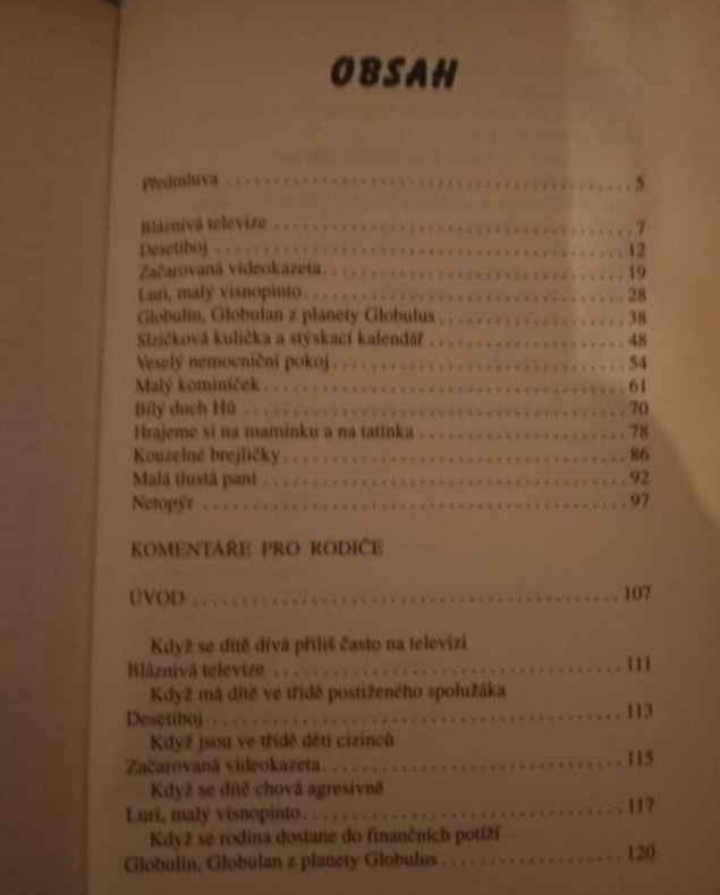 OBSAH
Předmluva . . . . . . . . . . . . . . . . . . . . 5
Bláznivá televize . . . . . . . . . . . . . . . . . . . . 7
Desetiboj . . . . . . . . . . . . . . . . . . . . 12
Začarovaná videokazeta . . . . . . . . . . . . . . . . . . . . 19
Luri, malý visnopinto . . . . . . . . . . . . . . . . . . . . 28
Globulin, Globulan z planety Globulus . . . . . . . . . . . . . . . . . . . . 38
Slzičková kulička a stýskací kalendář . . . . . . . . . . . . . . . . . . . . 48
Veselý nemocniční pokoj . . . . . . . . . . . . . . . . . . . . 54
Malý kominíček . . . . . . . . . . . . . . . . . . . . 61
Bílý duch Hú . . . . . . . . . . . . . . . . . . . . 70
Hrajeme si na maminku a na tatínka . . . . . . . . . . . . . . . . . . . . 78
Kouzelné brejličky . . . . . . . . . . . . . . . . . . . . 86
Malá tlustá paní . . . . . . . . . . . . . . . . . . . . 92
Netopýr . . . . . . . . . . . . . . . . . . . . 97
KOMENTÁŘE PRO RODIČE
ÚVOD . . . . . . . . . . . . . . . . . . . . 107
Když se dítě dívá příliš často na televizi
Bláznivá televize . . . . . . . . . . . . . . . . . . . . 111
Když má dítě ve třídě postiženého spolužáka
Desetiboj . . . . . . . . . . . . . . . . . . . . 113
Když jsou ve třídě děti cizinců
Začarovaná videokazeta . . . . . . . . . . . . . . . . . . . . 115
Když se dítě chová agresivně
Luri, malý visnopinto . . . . . . . . . . . . . . . . . . . . 117
Když se rodina dostane do finančních potíží
Globulin, Globulan z planety Globulus . . . . . . . . . . . . . . . . . . . . 120